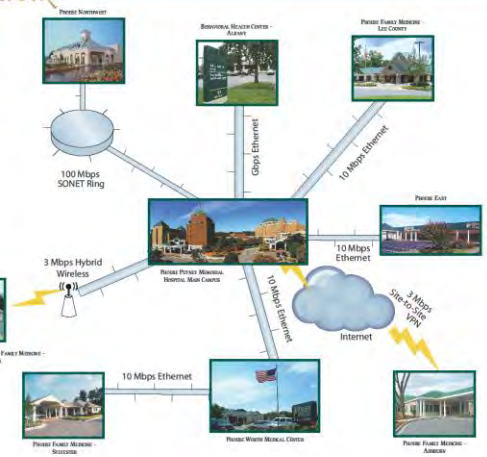 PHOEBE NORTHWEST
BEHAVIORAL HEALTH CENTER -
ALBANY
PHOEBE FAMILY MEDICINE -
LEE COUNTY
100 Mbps
SONET Ring
Gbps Ethernet
10 Mbps Ethernet
PHOEBE EAST
3 Mbps Hybrid
Wireless
PHOEBE PUTNEY MEMORIAL
HOSPITAL MAIN CAMPUS
10 Mbps
Ethernet
10 Mbps Ethernet
3 Mbps
Site-to-Site
VPN
Internet
FAMILY MEDICINE -
10 Mbps Ethernet
PHOEBE FAMILY MEDICINE -
SYLVESTER
PHOEBE WORTH MEDICAL CENTER
PHOEBE FAMILY MEDICINE -
ASHBURN